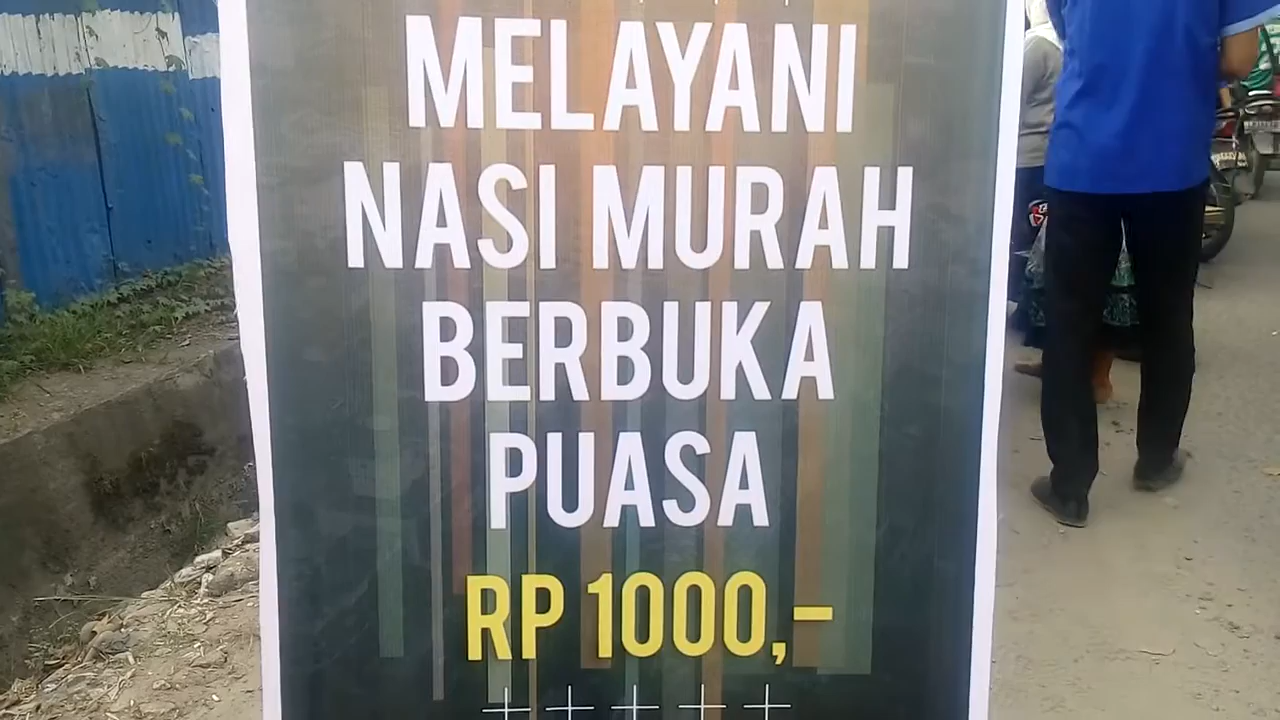 MELAYANI
NASI MURAH
BERBUKA
PUASA
RP 1000,-